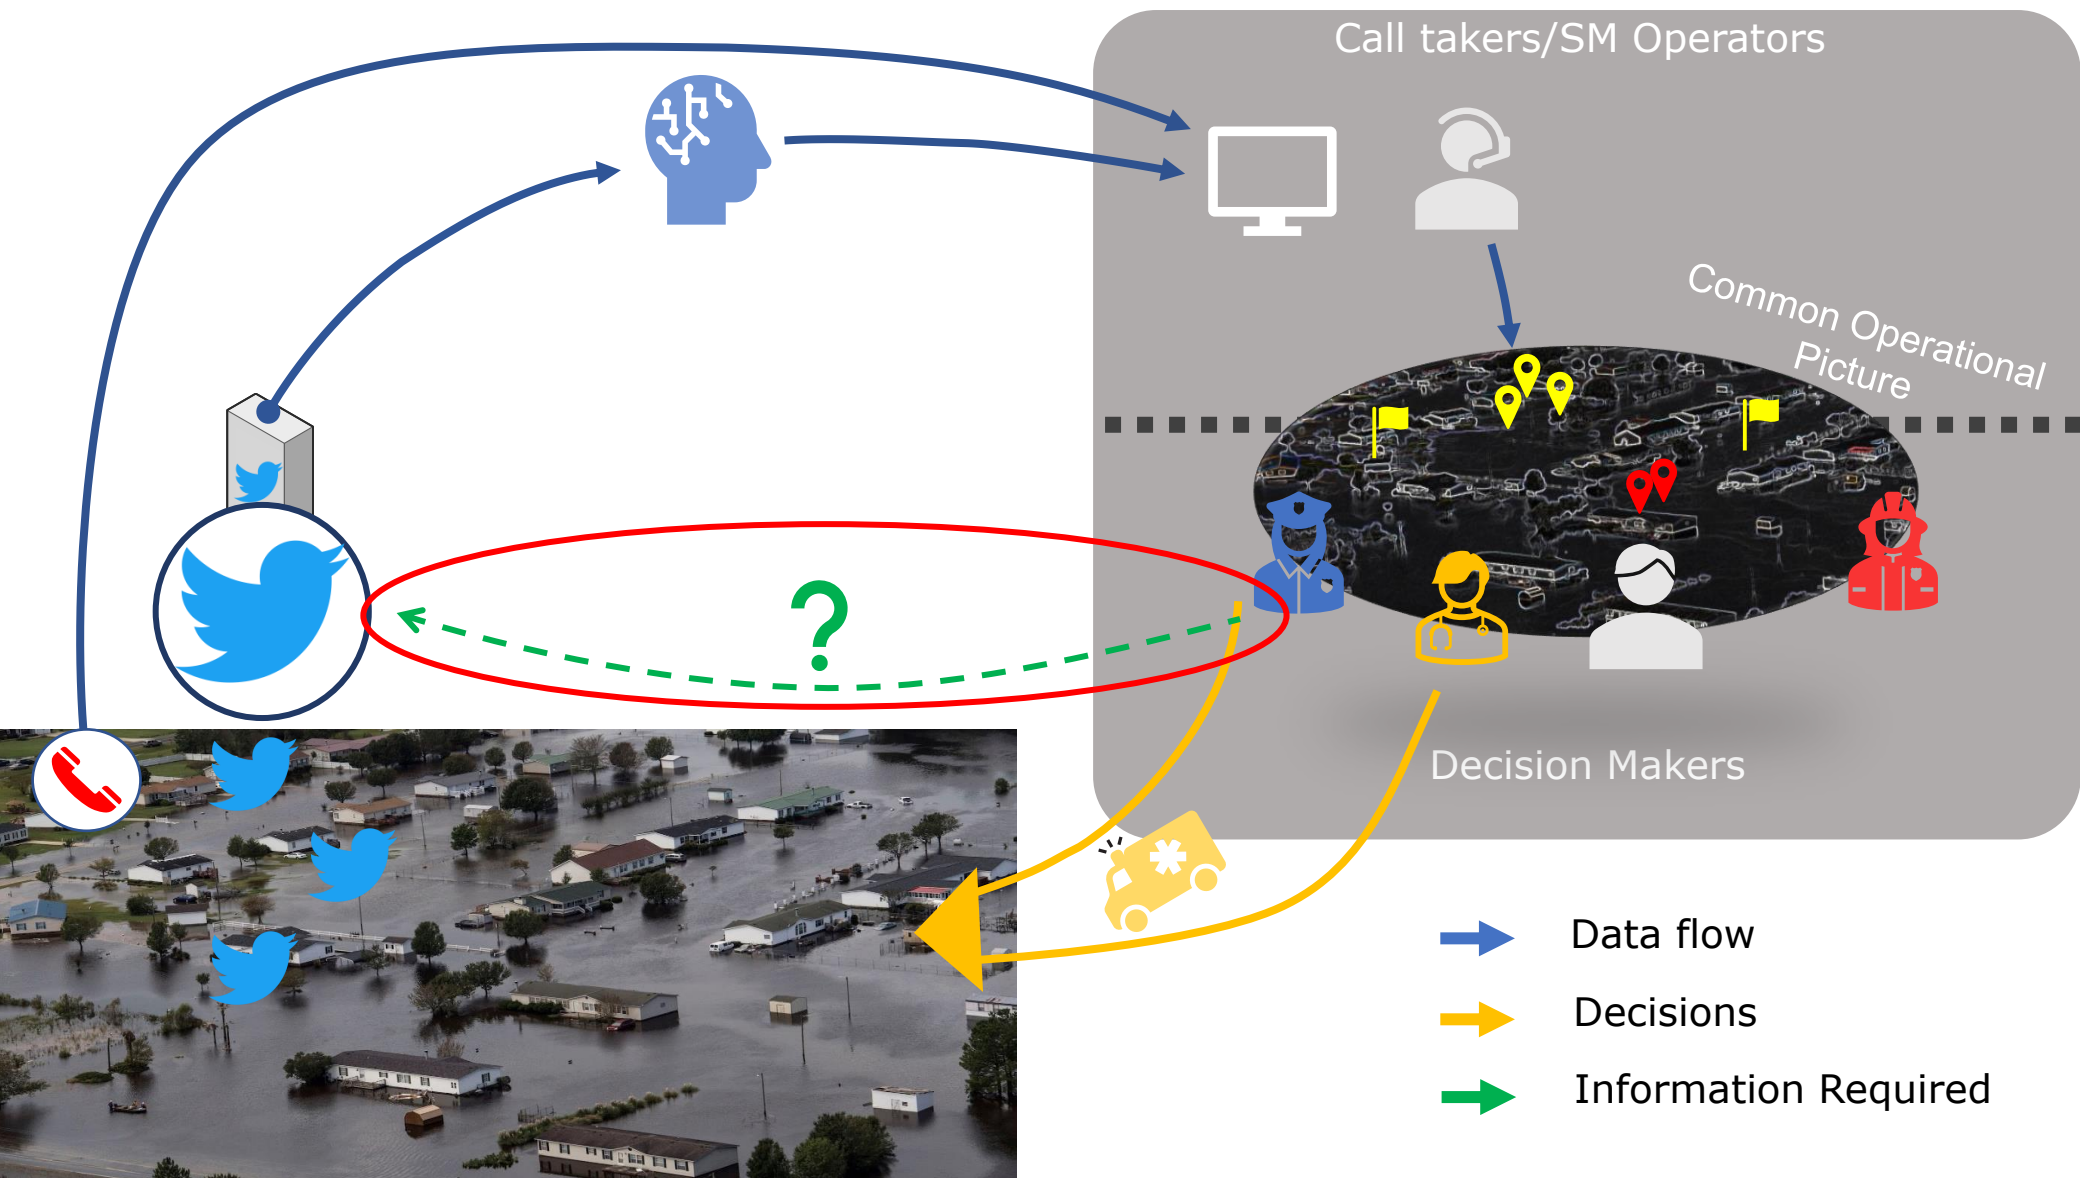 Call takers/SM Operators
Common Operational
Picture
?
Decision Makers
Data flow
Decisions
Information Required